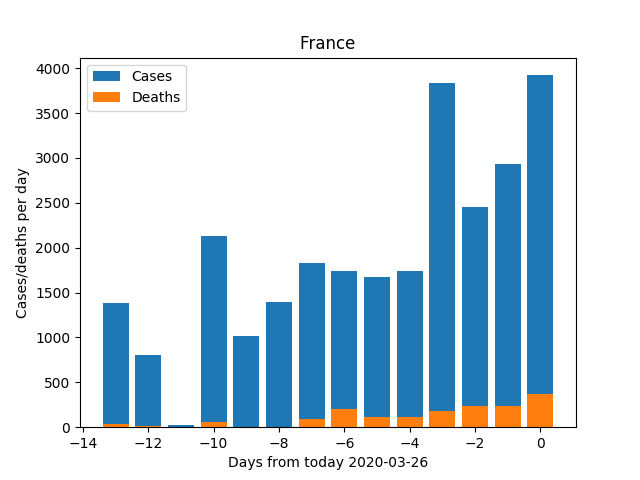 France
Cases
Deaths
Cases/deaths per day
4000
3500
3000
2500
2000
1500
1000
500
0
−14 −12 −10 −8 −6 −4 −2 0
Days from today 2020-03-26